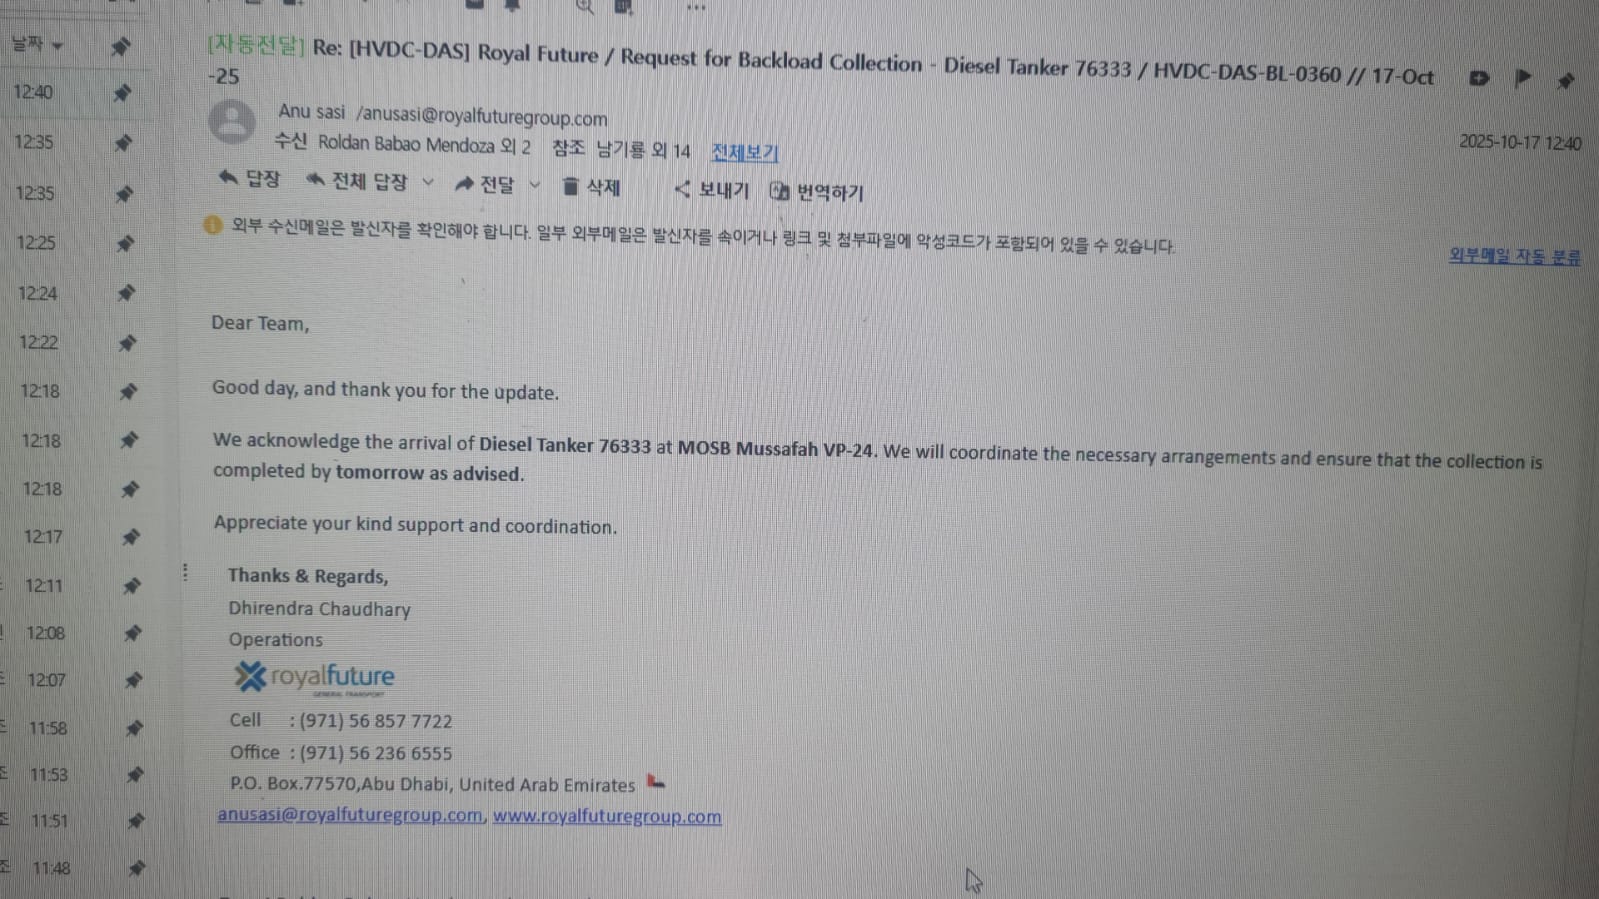 날짜
[자동전달] Re: [HVDC-DAS] Royal Future / Request for Backload Collection - Diesel Tanker 76333 / HVDC-DAS-BL-0360 // 17-Oct
-25
Anu sasi /anusasi@royalfuturegroup.com
수신 Roldan Babao Mendoza 외 2 참조 남기룡 외 14 전체보기
2025-10-17 12:40
답장 전체 답장 전달 삭제 보내기 번역하기
외부 수신메일은 발신자를 확인해야 합니다. 일부 외부메일은 발신자를 속이거나 링크 및 첨부파일에 악성코드가 포함되어 있을 수 있습니다.
외부메일 자동 분류
Dear Team,
Good day, and thank you for the update.
We acknowledge the arrival of Diesel Tanker 76333 at MOSB Mussafah VP-24. We will coordinate the necessary arrangements and ensure that the collection is
completed by tomorrow as advised.
Appreciate your kind support and coordination.
Thanks & Regards,
Dhirendra Chaudhary
Operations
royalfuture
GENERAL TRANSPORT
Cell : (971) 56 857 7722
Office : (971) 56 236 6555
P.O. Box.77570,Abu Dhabi, United Arab Emirates
anusasi@royalfuturegroup.com, www.royalfuturegroup.com
12:40
12:35
12:35
12:25
12:24
12:22
12:18
12:18
12:18
12:17
12:11
12:08
12:07
11:58
11:53
11:51
11:48